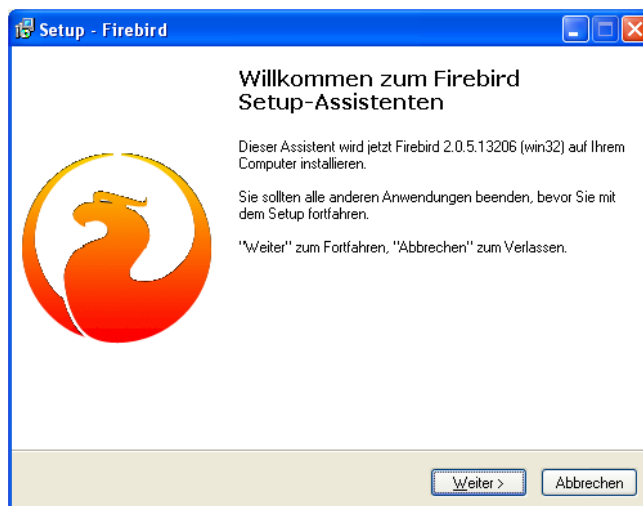 Setup - Firebird
Willkommen zum Firebird
Setup-Assistenten
Dieser Assistent wird jetzt Firebird 2.0.5.13206 (win32) auf Ihrem
Computer installieren.
Sie sollten alle anderen Anwendungen beenden, bevor Sie mit
dem Setup fortfahren.
"Weiter" zum Fortfahren, "Abbrechen" zum Verlassen.
Weiter >
Abbrechen